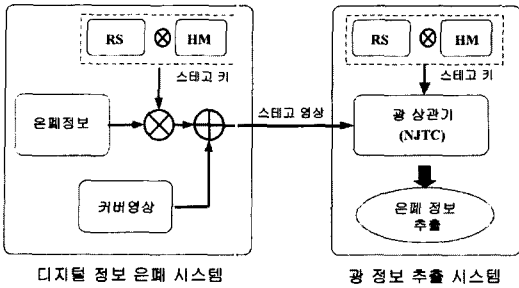 RS
HM
스테고 키
은폐정보
커버영상
스테고 영상
RS
HM
스테고 키
광 상관기
(NJTC)
은폐 정보
추출
디지털 정보 은폐 시스템
광 정보 추출 시스템